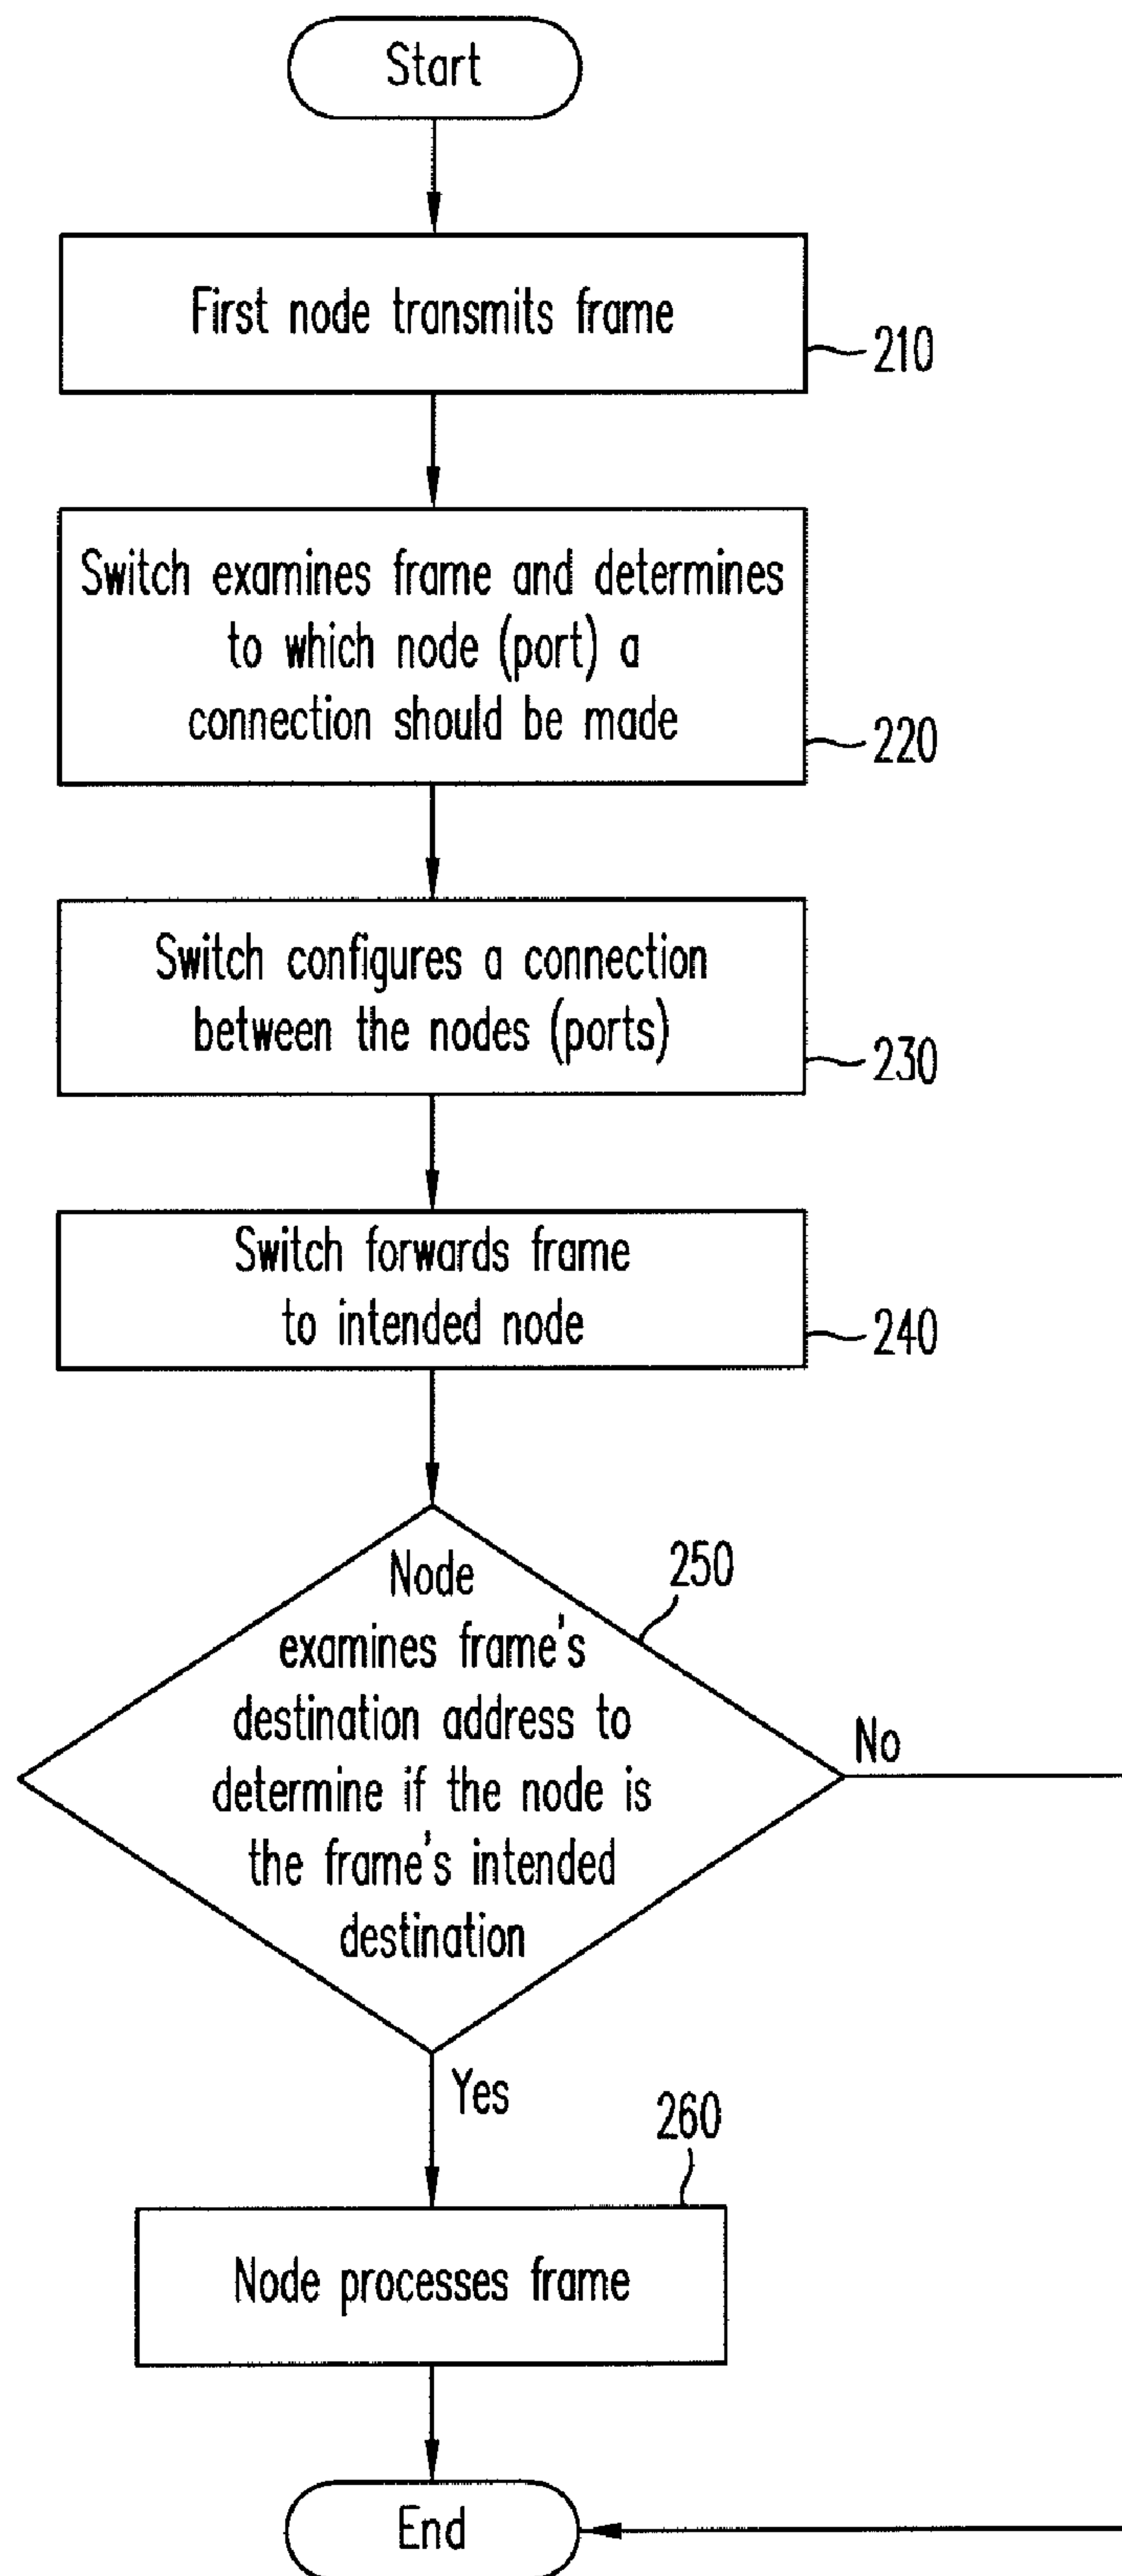 Start
First node transmits frame
210
Switch examines frame and determines
to which node (port) a
connection should be made
220
Switch configures a connection
between the nodes (ports)
230
Switch forwards frame
to intended node
240
250
Node
examines frame's
destination address to
determine if the node is
the frame's intended
destination
No
Yes
260
Node processes frame
End